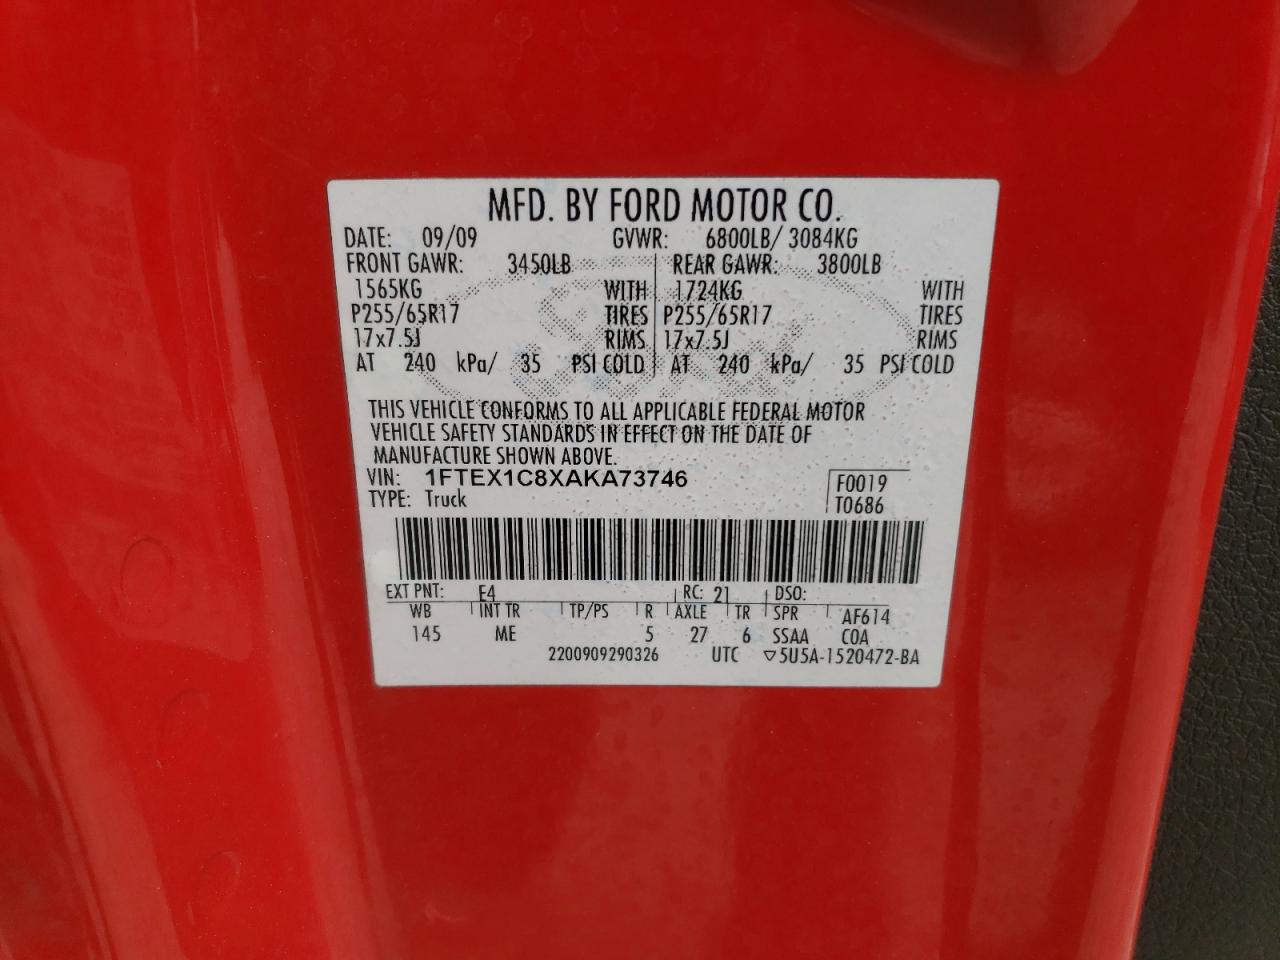 MFD. BY FORD MOTOR CO.
DATE: 09/09 GVWR: 6800LB/ 3084KG
FRONT GAWR: 3450LB REAR GAWR: 3800LB
1565KG WITH 1724KG WITH
P255/65R17 TIRES P255/65R17 TIRES
17x7.5J RIMS 17x7.5J RIMS
AT 240 kPa/ 35 PSI COLD AT 240 kPa/ 35 PSI COLD
THIS VEHICLE CONFORMS TO ALL APPLICABLE FEDERAL MOTOR
VEHICLE SAFETY STANDARDS IN EFFECT ON THE DATE OF
MANUFACTURE SHOWN ABOVE.
VIN: 1FTEX1C8XAKA73746 F0019
TYPE: Truck T0686
EXT PNT: E4 RC: 21 DSO:
WB INT TR TP/PS R AXLE TR SPR AF614
145 ME 5 27 6 SSAA COA
2200909290326 UTC ▽5U5A-1520472-BA